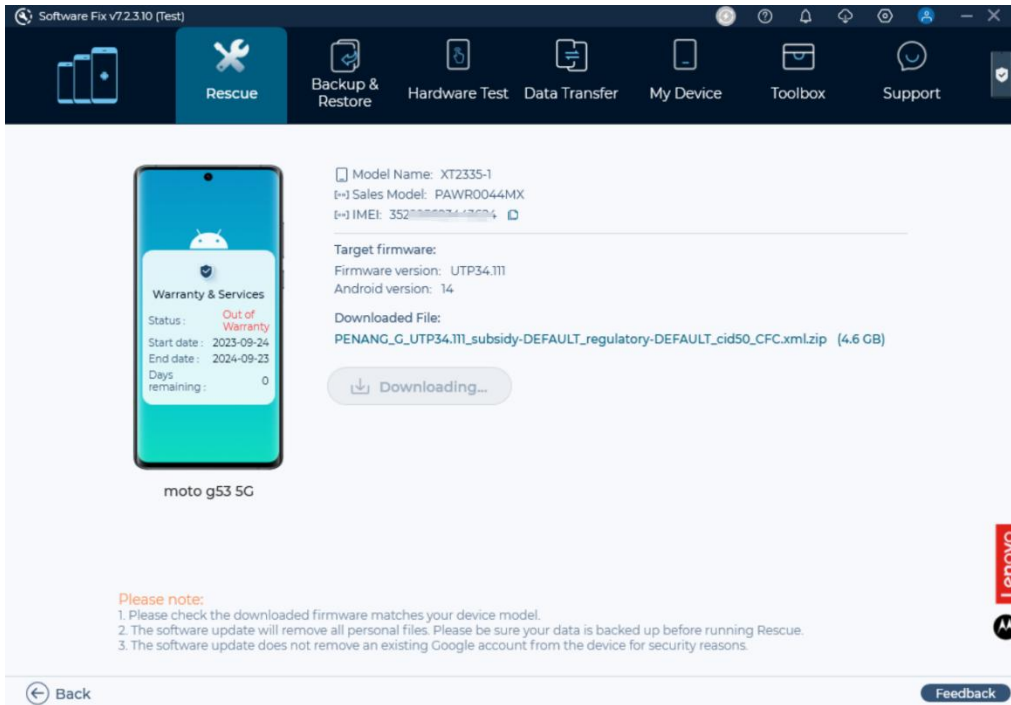 Software Fix v7.2.3.10 (Test)
Rescue
Backup &
Restore
Hardware Test
Data Transfer
My Device
Toolbox
Support
Model Name: XT2335-1
Sales Model: PAWR0044MX
IMEI: 352
Target firmware:
Firmware version: UTP34.111
Android version: 14
Downloaded File:
PENANG_G_UTP34.111_subsidy-DEFAULT_regulatory-DEFAULT_cid50_CFC.xml.zip (4.6 GB)
Downloading...
Warranty & Services
Status :
Out of
Warranty
Start date : 2023-09-24
End date : 2024-09-23
Days
remaining : 0
moto g53 5G
Please note:
1. Please check the downloaded firmware matches your device model.
2. The software update will remove all personal files. Please be sure your data is backed up before running Rescue.
3. The software update does not remove an existing Google account from the device for security reasons.
Lenovo
Back
Feedback